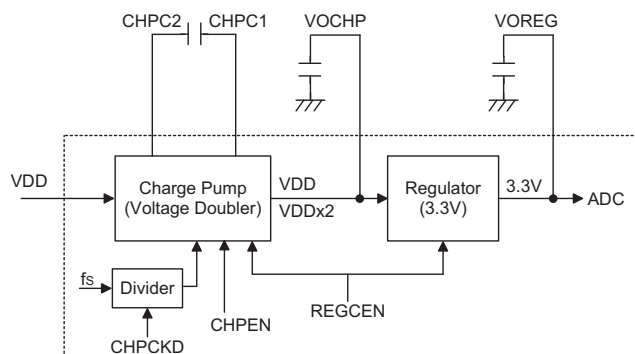 CHPC2 CHPC1 VOCHP VOREG
VDD
Charge Pump
(Voltage Doubler)
VDD
VDDx2
Regulator
(3.3V)
3.3V
ADC
fs
Divider
CHPEN
REGCEN
CHPCKD